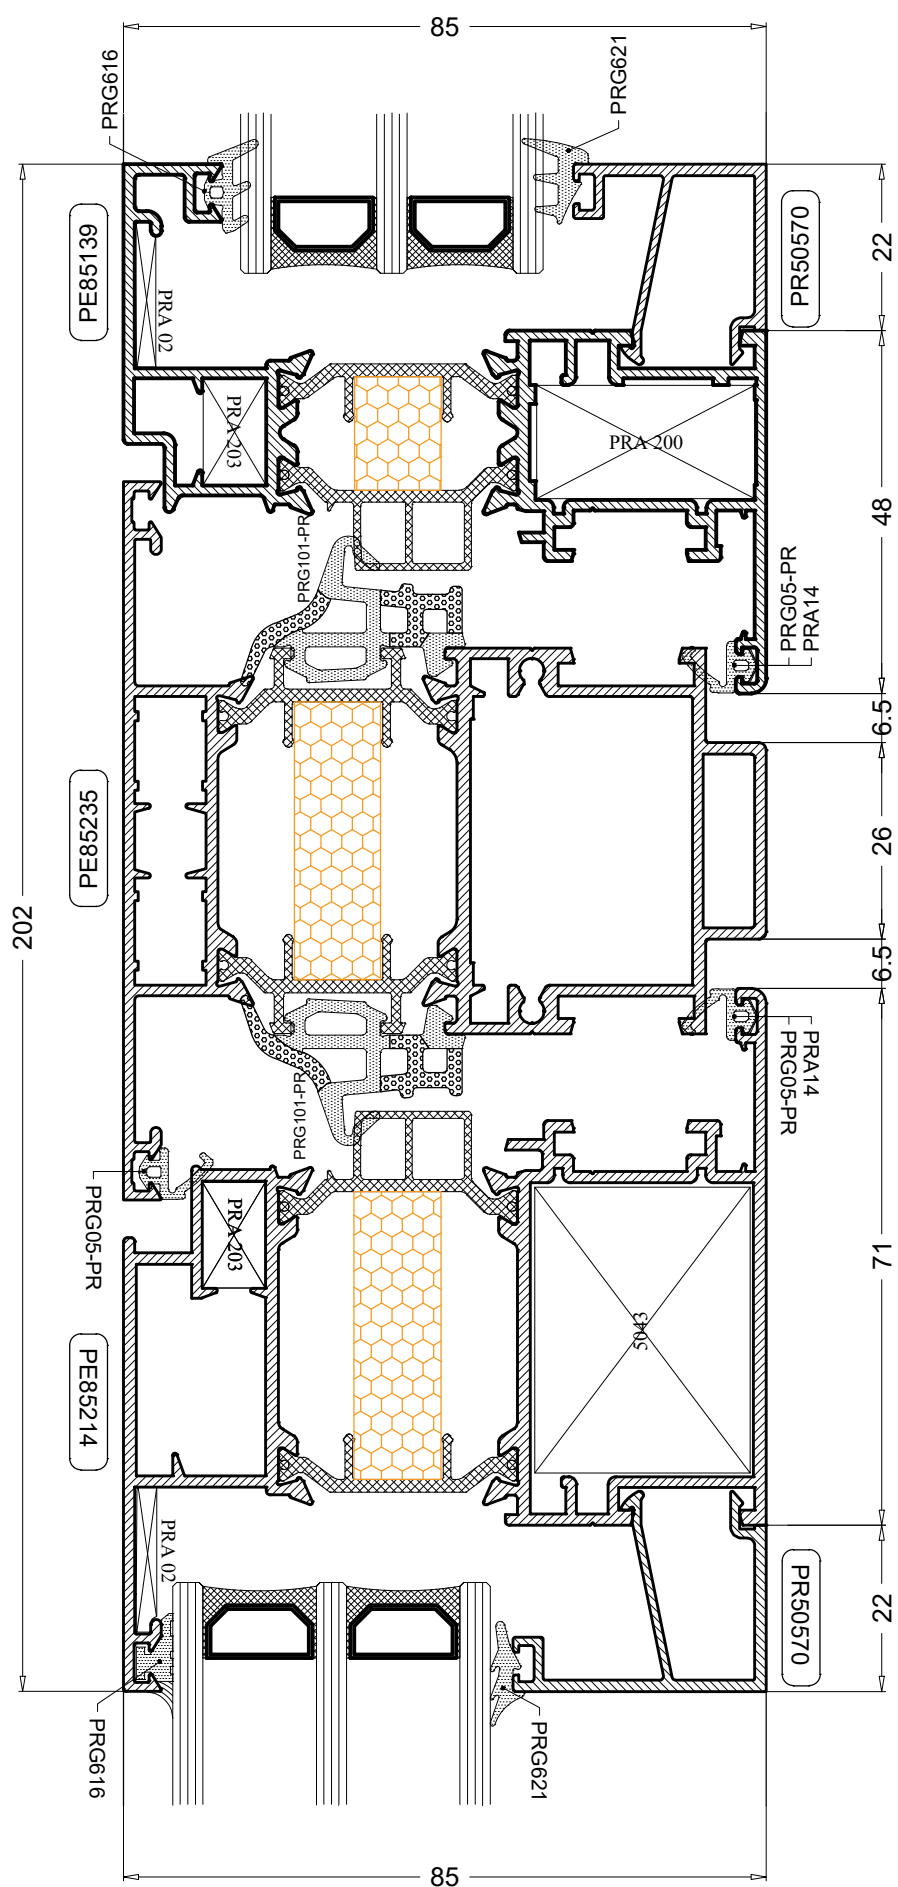 85
PRG616
PRG621
PE85139
PR50570
22
PRA 02
PRA 203
PRA 200
48
PRG101-PR
PRG05-PR
PRA14
6.5
PE85235
26
202
6.5
PRA14
PRG05-PR
PRG101-PR
PRG05-PR
PRA 203
71
5043
PE85214
PRA 02
PR50570
22
PRG616
PRG621
85